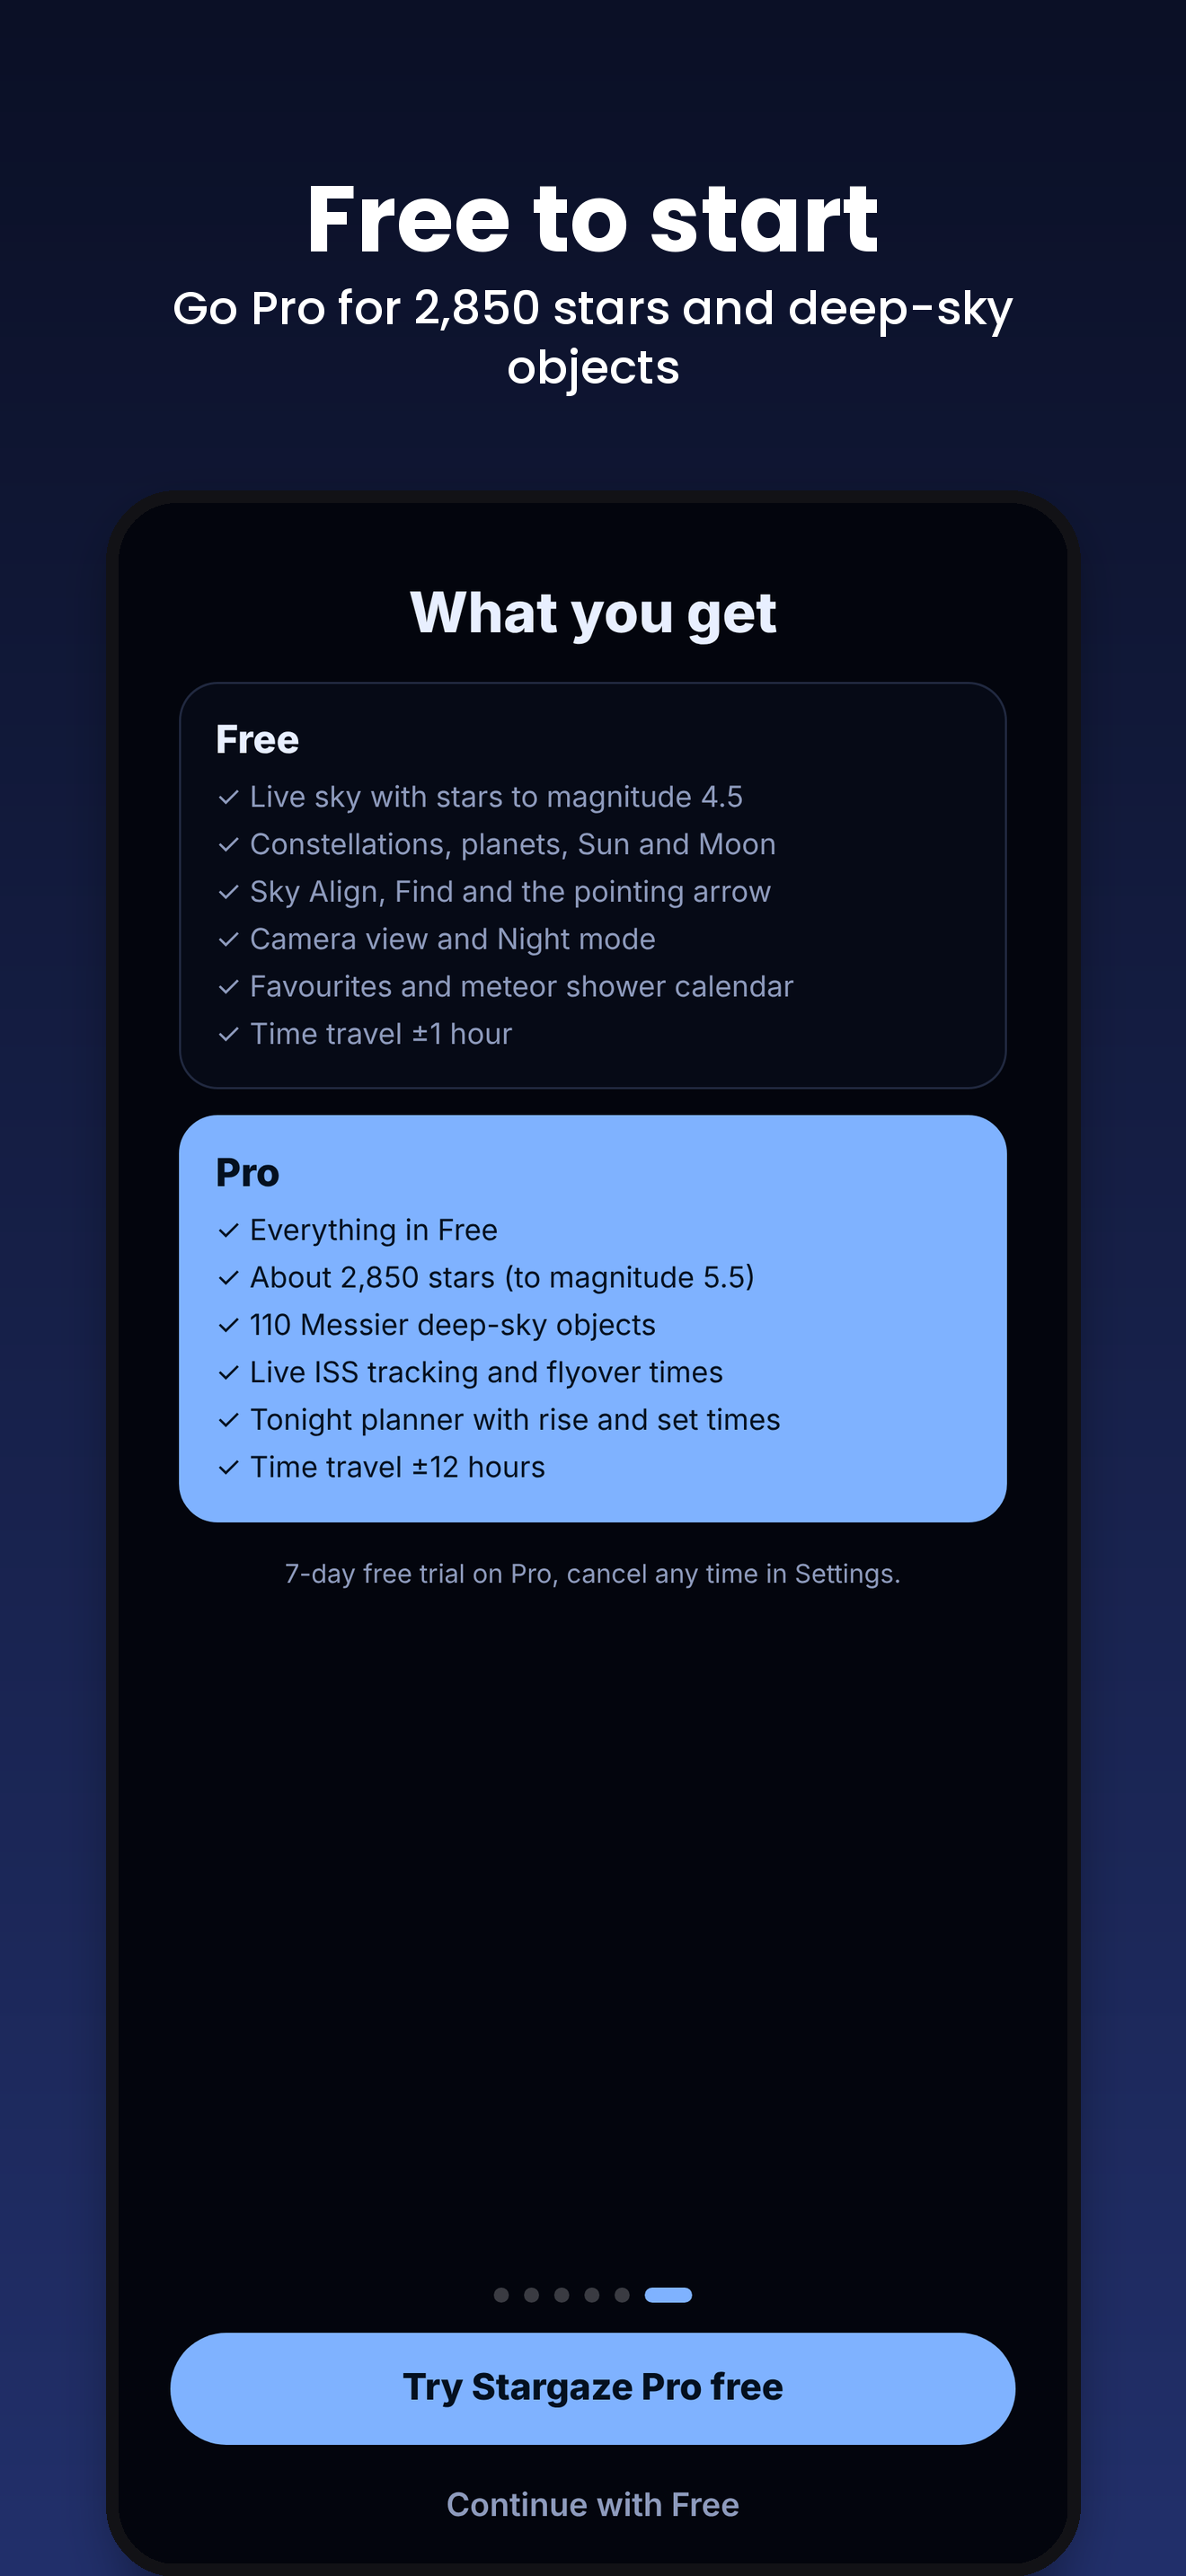 Free to start
Go Pro for 2,850 stars and deep-sky
objects
What you get
Free
✓ Live sky with stars to magnitude 4.5
✓ Constellations, planets, Sun and Moon
✓ Sky Align, Find and the pointing arrow
✓ Camera view and Night mode
✓ Favourites and meteor shower calendar
✓ Time travel ±1 hour
Pro
✓ Everything in Free
✓ About 2,850 stars (to magnitude 5.5)
✓ 110 Messier deep-sky objects
✓ Live ISS tracking and flyover times
✓ Tonight planner with rise and set times
✓ Time travel ±12 hours
7-day free trial on Pro, cancel any time in Settings.
Try Stargaze Pro free
Continue with Free